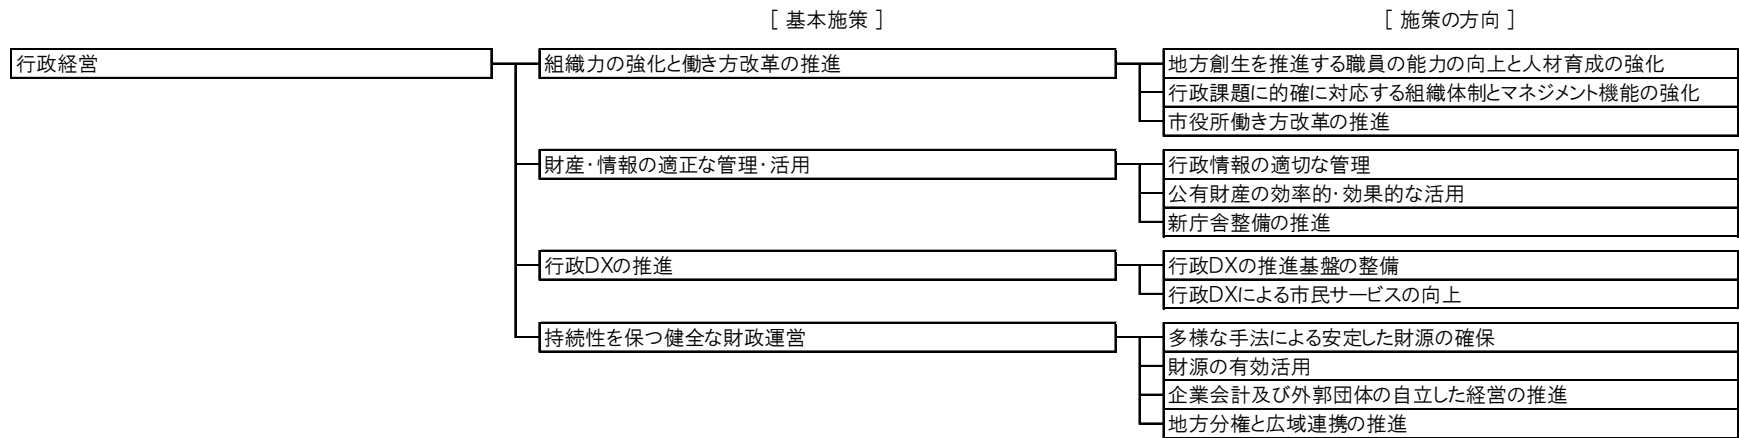 [ 基本施策 ]
[ 施策の方向 ]
行政経営
組織力の強化と働き方改革の推進
地方創生を推進する職員の能力の向上と人材育成の強化
行政課題に的確に対応する組織体制とマネジメント機能の強化
市役所働き方改革の推進
財産・情報の適正な管理・活用
行政情報の適切な管理
公有財産の効率的・効果的な活用
新庁舎整備の推進
行政DXの推進
行政DXの推進基盤の整備
行政DXによる市民サービスの向上
持続性を保つ健全な財政運営
多様な手法による安定した財源の確保
財源の有効活用
企業会計及び外郭団体の自立した経営の推進
地方分権と広域連携の推進